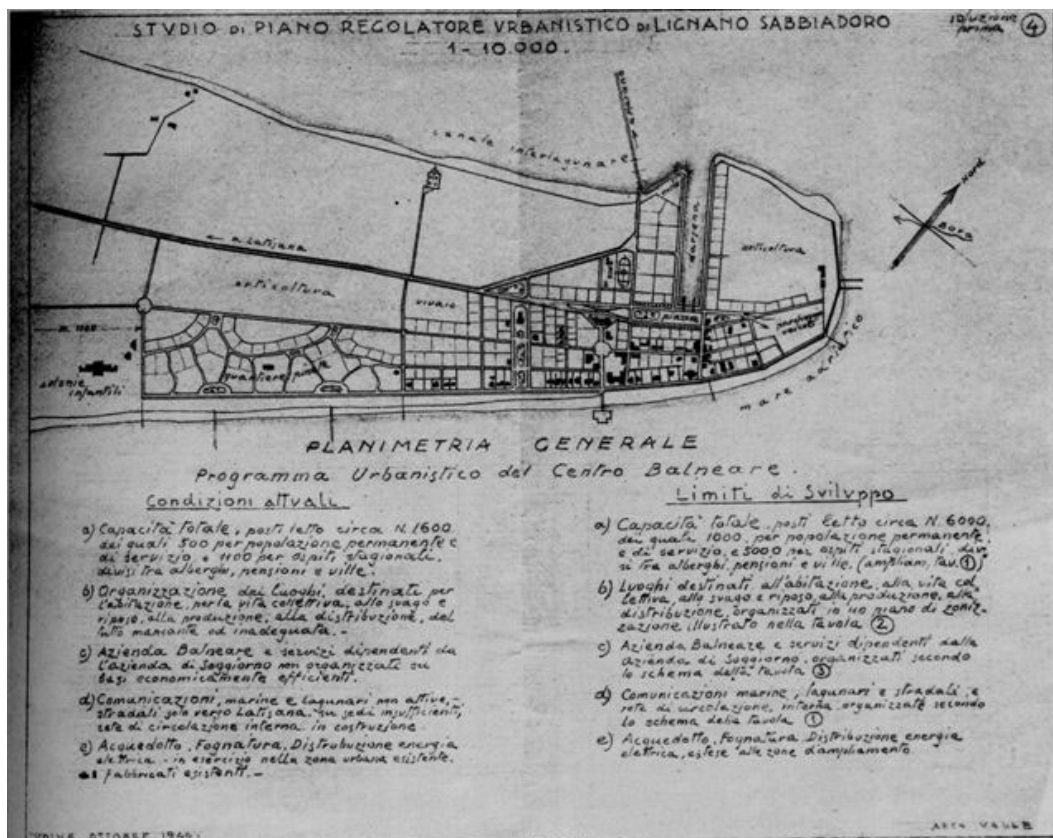 STVDIO DI PIANO REGOLATORE VRBANISTICO DI LIGNANO SABBIADORO
1 - 10.000.
prima
4
canale interlagunare
darsena
nord
bora
a Latisana
orticoltura
orticoltura
vivaio
piazza
m. 1000
quartiere pineta
colonie
infantili
mare adriatico
PLANIMETRIA GENERALE
Programma Urbanistico del Centro Balneare.
Condizioni attuali
a) Capacità totale, posti letto circa N. 1600
dei quali 500 per popolazione permanente e
di servizio, e 1100 per ospiti stagionali
divisi tra alberghi, pensioni e ville.
b) Organizzazione dei luoghi, destinati per
l'abitazione, per la vita collettiva, allo svago e
riposo, alla produzione, alla distribuzione, del
tutto mancante od inadeguata. -
c) Azienda Balneare e servizi dipendenti da
l'azienda di Soggiorno non organizzate su
basi economicamente efficienti.
d) Comunicazioni, marine e lagunari non attive, -
stradali solo verso Latisana. su sedi insufficienti,
rete di circolazione interna in costruzione
e) Acquedotto, Fognatura, Distrubuzione energia
elettrica - in esercizio nella zona urbana esistente.
fabbricati esistenti. -
Limiti di Sviluppo
a) Capacità totale, posti letto circa N. 6000,
dei quali 1000, per popolazione permanente,
e di servizio, e 5000 per ospiti stagionali, divi
si tra alberghi, pensioni e ville, (ampliam. tav. 1)
b) Luoghi destinati all'abitazione, alla vita col
lettiva, allo svago e riposo, alla produzione, alla
distribuzione, organizzati in un piano di zoniz-
zazione illustrato nella tavola 2
c) Azienda Balneare e servizi dipendenti dalla
azienda di Soggiorno, organizzati secondo
lo schema della tavola 3
d) Comunicazioni marine, lagunari e stradali, e
rete di circolazione, interna, organizzate secondo
lo schema della tavola 1
e) Acquedotto, Fognatura, Distribuzione energia
elettrica, estese alle zone d'ampliamento.
OTTOBRE
ARCH. VALLE